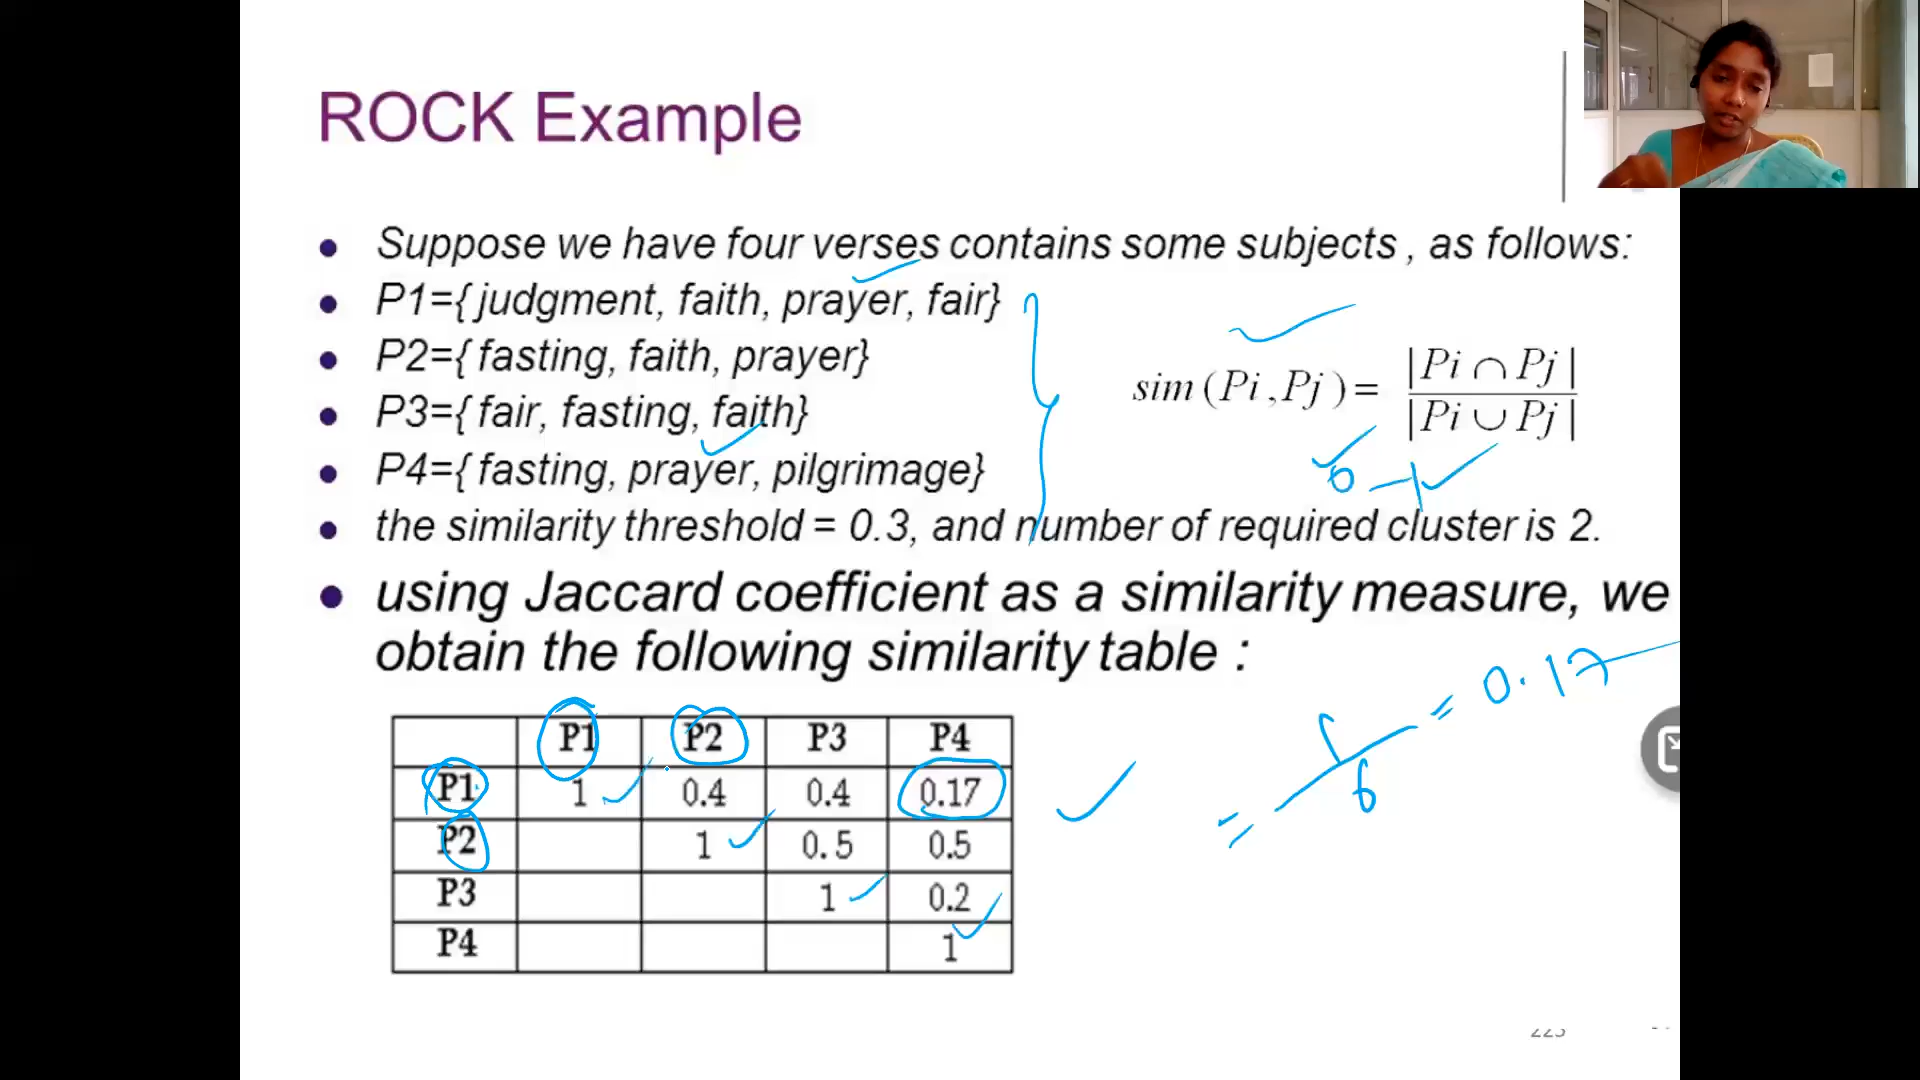 ROCK Example
Suppose we have four verses contains some subjects , as follows:
P1={ judgment, faith, prayer, fair}
P2={ fasting, faith, prayer}
P3={ fair, fasting, faith}
P4={ fasting, prayer, pilgrimage}
sim (Pi ,Pj ) = |Pi ∩ Pj | / |Pi ∪ Pj |
0 – 1
the similarity threshold = 0.3, and number of required cluster is 2.
using Jaccard coefficient as a similarity measure, we
obtain the following similarity table :
P1 P2 P3 P4
P1 1 0.4 0.4 0.17
P2 1 0.5 0.5
P3 1 0.2
P4 1
= 1/6 = 0.17